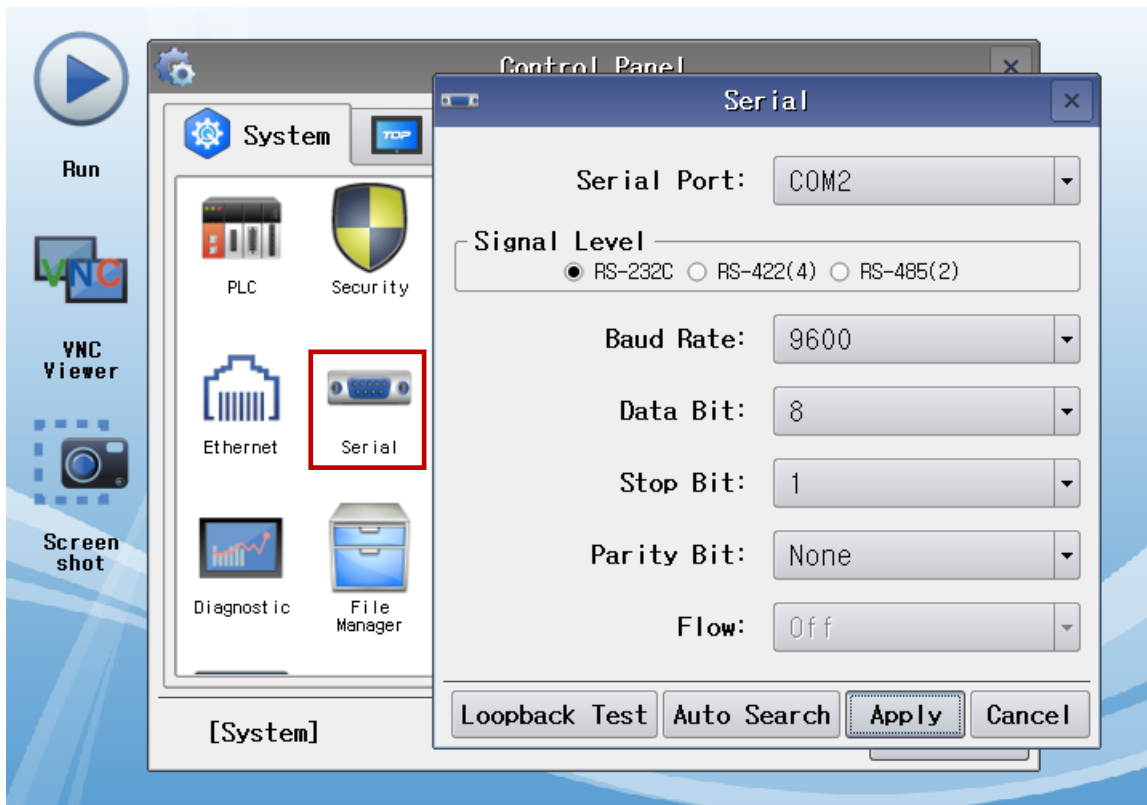 Run
VNC
VNC
Viewer
Screen
shot
Control Panel
System
TOP
PLC
Security
Ethernet
Serial
Diagnostic
File
Manager
[System]
Serial
Serial Port:
COM2
Signal Level
RS-232C
RS-422(4)
RS-485(2)
Baud Rate:
9600
Data Bit:
8
Stop Bit:
1
Parity Bit:
None
Flow:
Off
Loopback Test
Auto Search
Apply
Cancel